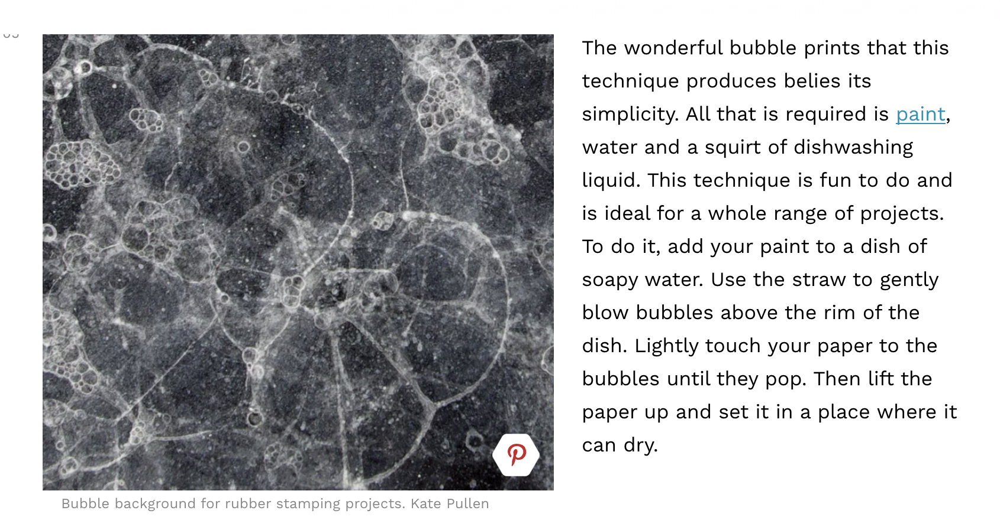 The wonderful bubble prints that this
technique produces belies its
simplicity. All that is required is paint,
water and a squirt of dishwashing
liquid. This technique is fun to do and
is ideal for a whole range of projects.
To do it, add your paint to a dish of
soapy water. Use the straw to gently
blow bubbles above the rim of the
dish. Lightly touch your paper to the
bubbles until they pop. Then lift the
paper up and set it in a place where it
can dry.
Bubble background for rubber stamping projects. Kate Pullen